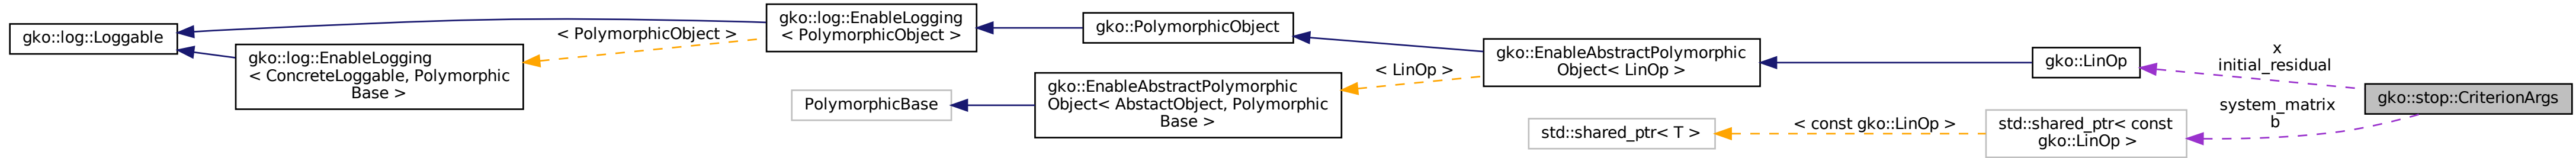 gko::log::Loggable
gko::log::EnableLogging
< ConcreteLoggable, Polymorphic
Base >
< PolymorphicObject >
gko::log::EnableLogging
< PolymorphicObject >
gko::PolymorphicObject
PolymorphicBase
gko::EnableAbstractPolymorphic
Object< AbstactObject, Polymorphic
Base >
< LinOp >
gko::EnableAbstractPolymorphic
Object< LinOp >
std::shared_ptr< T >
< const gko::LinOp >
gko::LinOp
std::shared_ptr< const
gko::LinOp >
x
initial_residual
system_matrix
b
gko::stop::CriterionArgs